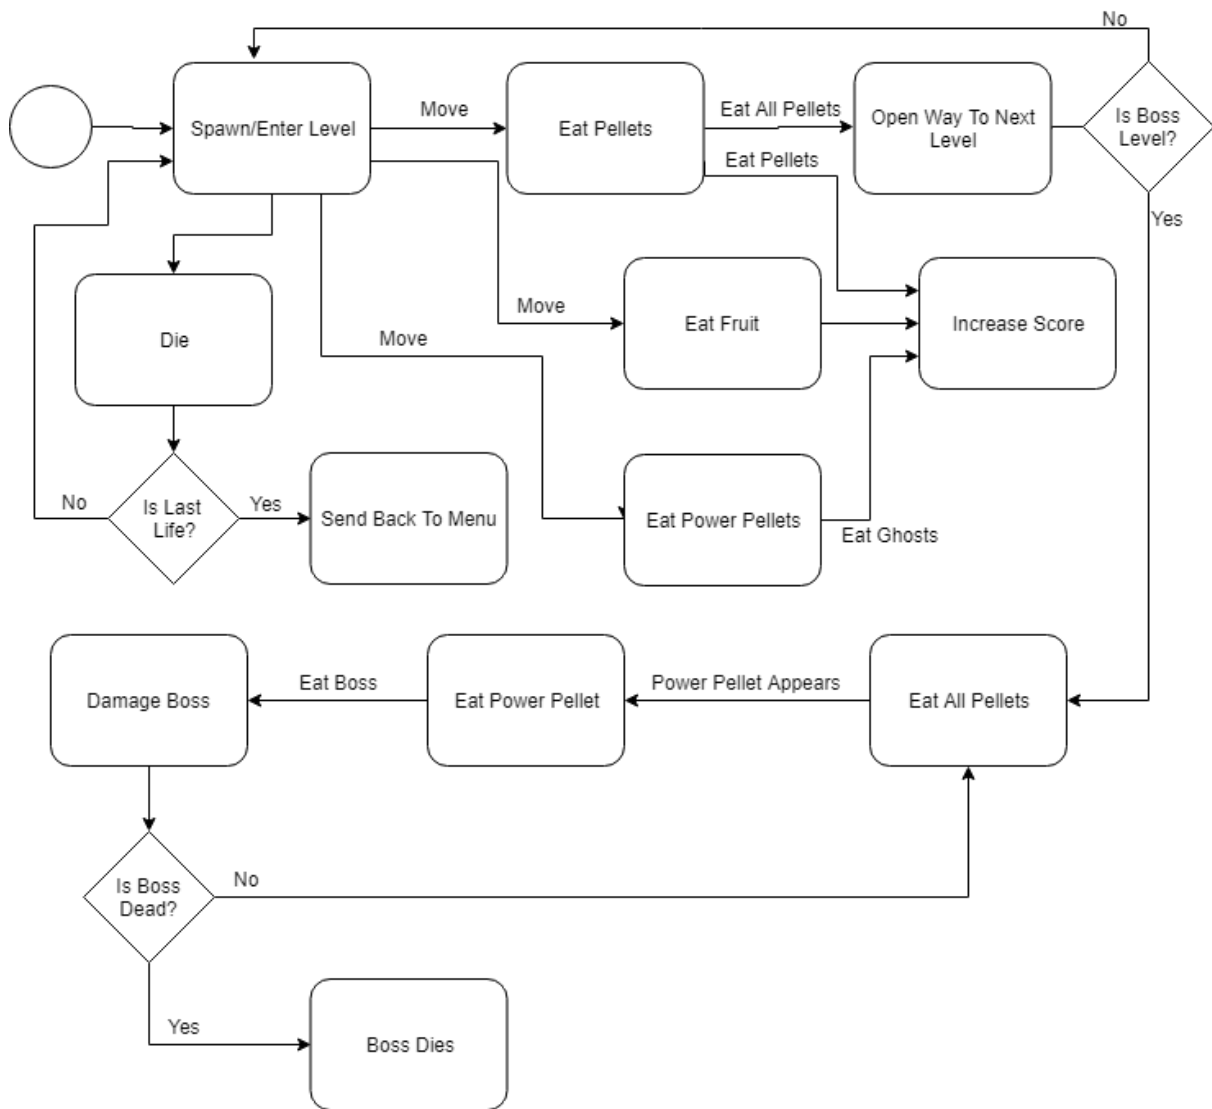 No
Spawn/Enter Level
Move
Eat Pellets
Eat All Pellets
Open Way To Next
Level
Is Boss
Level?
Eat Pellets
Yes
Die
Move
Move
Eat Fruit
Increase Score
No
Is Last
Life?
Yes
Send Back To Menu
Eat Power Pellets
Eat Ghosts
Damage Boss
Eat Boss
Eat Power Pellet
Power Pellet Appears
Eat All Pellets
Is Boss
Dead?
No
Yes
Boss Dies